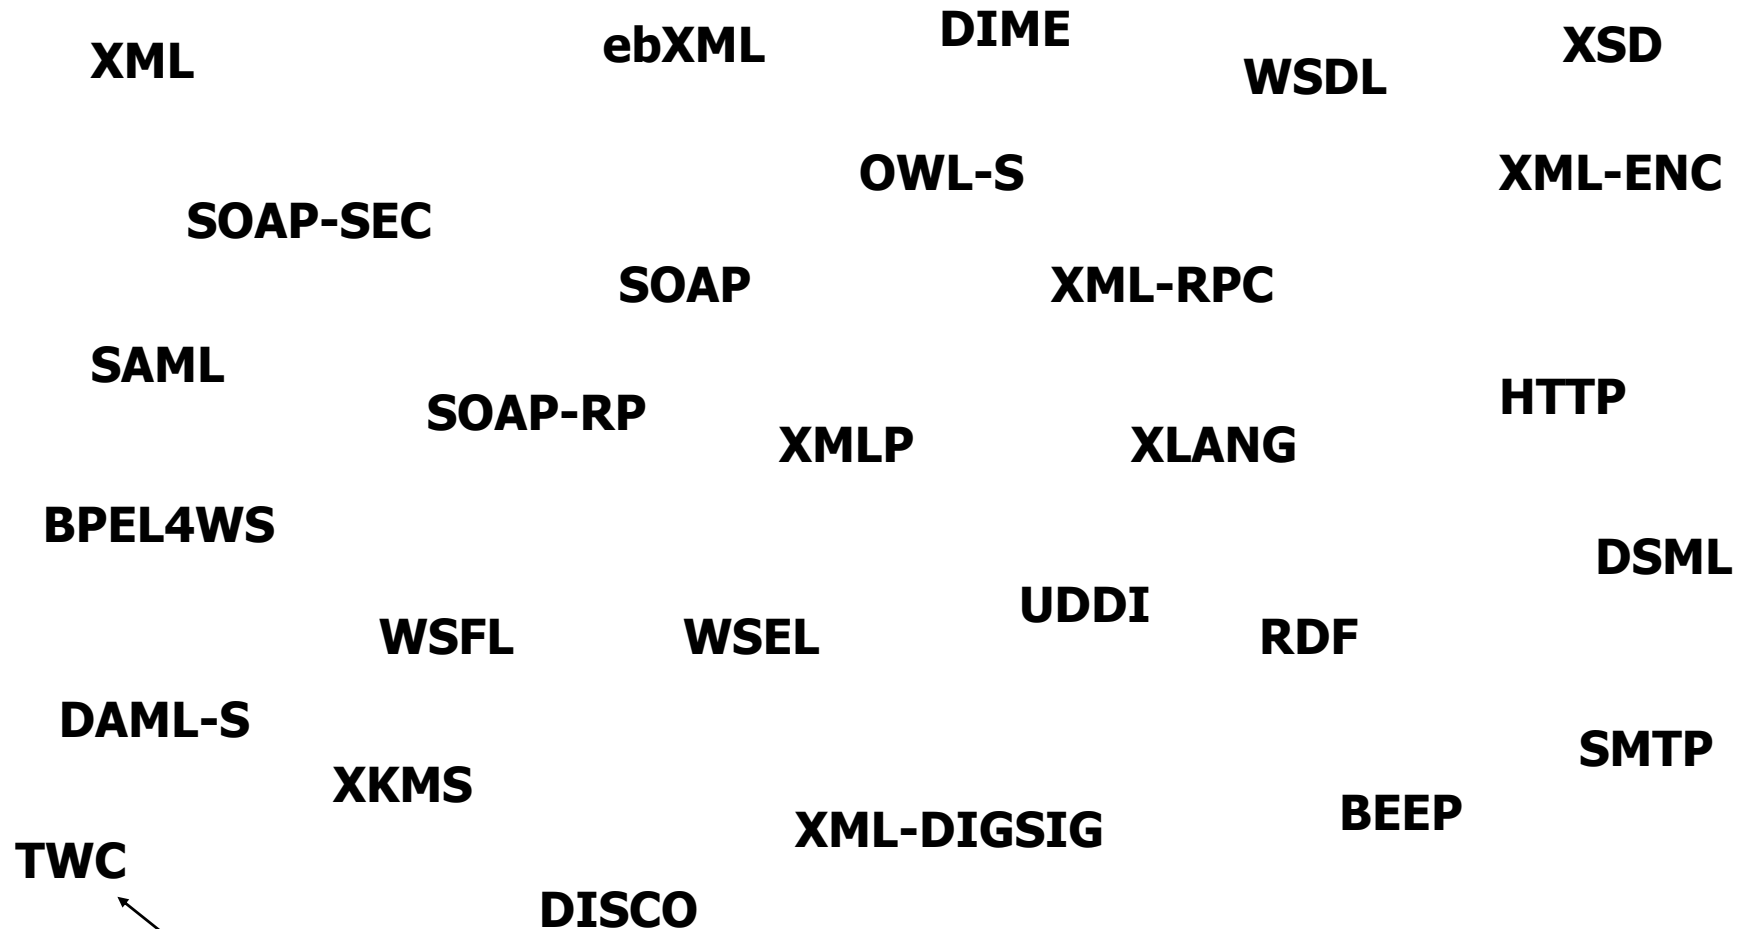 DIME
XML
ebXML
XSD
WSDL
OWL-S
XML-ENC
SOAP-SEC
SOAP
XML-RPC
SAML
HTTP
SOAP-RP
XMLP
XLANG
BPEL4WS
DSML
UDDI
WSFL
WSEL
RDF
DAML-S
SMTP
XKMS
BEEP
XML-DIGSIG
TWC
DISCO